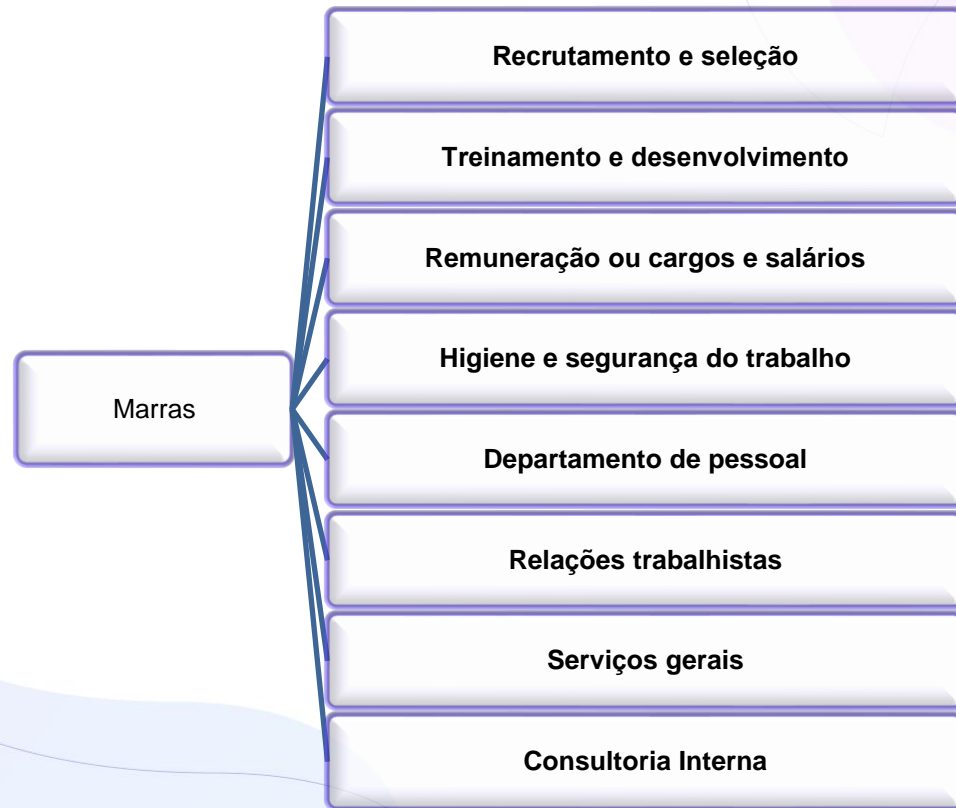 Recrutamento e seleção
Treinamento e desenvolvimento
Remuneração ou cargos e salários
Higiene e segurança do trabalho
Marras
Departamento de pessoal
Relações trabalhistas
Serviços gerais
Consultoria Interna